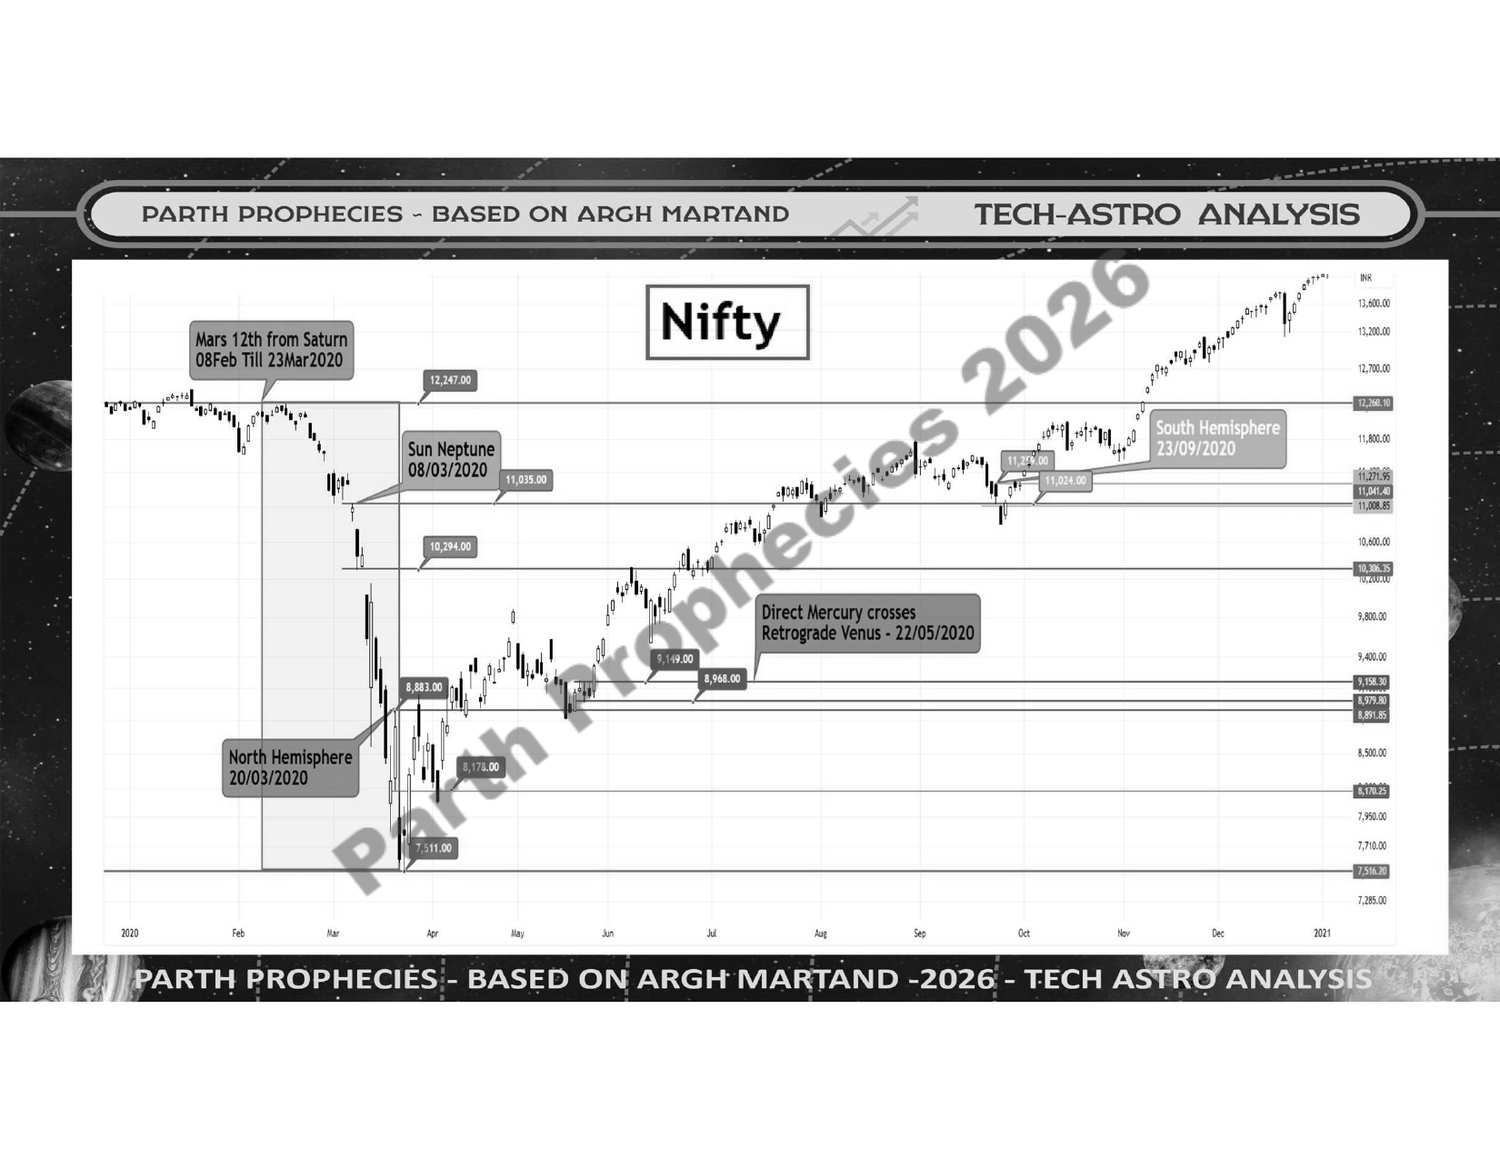 PARTH PROPHECIES ~ BASED ON ARGH MARTAND
TECH-ASTRO ANALYSIS
Nifty
INR
Mars 12th from Saturn
08Feb Till 23Mar2020
12,247.00
Sun Neptune
08/03/2020
11,035.00
10,294.00
South Hemisphere
23/09/2020
11,024.00
Direct Mercury crosses
Retrograde Venus - 22/05/2020
9,149.00
8,968.00
8,883.00
North Hemisphere
20/03/2020
8,178.00
7,511.00
13,600.00
13,200.00
12,700.00
12,260.10
11,800.00
11,271.95
11,041.40
11,008.85
10,600.00
10,306.35
10,200.00
9,800.00
9,400.00
9,158.30
8,979.80
8,891.85
8,500.00
8,170.25
7,950.00
7,710.00
7,516.20
7,285.00
2020 Feb Mar Apr May Jun Jul Aug Sep Oct Nov Dec 2021
Parth Prophecies 2026
PARTH PROPHECIES - BASED ON ARGH MARTAND -2026 - TECH ASTRO ANALYSIS